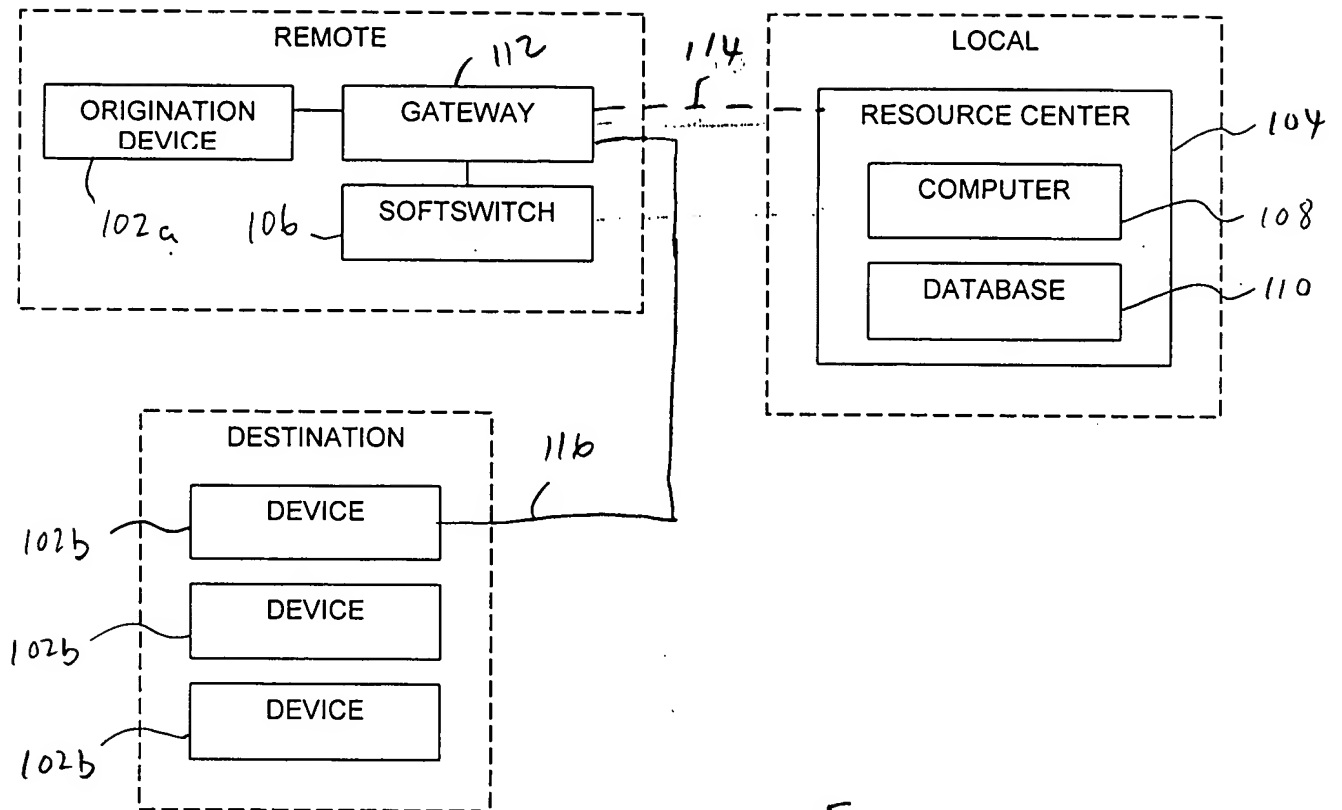 REMOTE
112
ORIGINATION
DEVICE
GATEWAY
SOFTSWITCH
102a
106
114
LOCAL
RESOURCE CENTER
104
COMPUTER
108
DATABASE
110
DESTINATION
116
DEVICE
102b
DEVICE
102b
DEVICE
102b